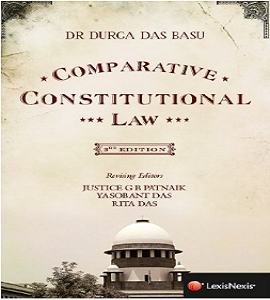 DR DURGA DAS BASU
COMPARATIVE
CONSTITUTIONAL
LAW
3RD EDITION
Revising Editors
JUSTICE G B PATNAIK
YASOBANT DAS
RITA DAS
LexisNexis®